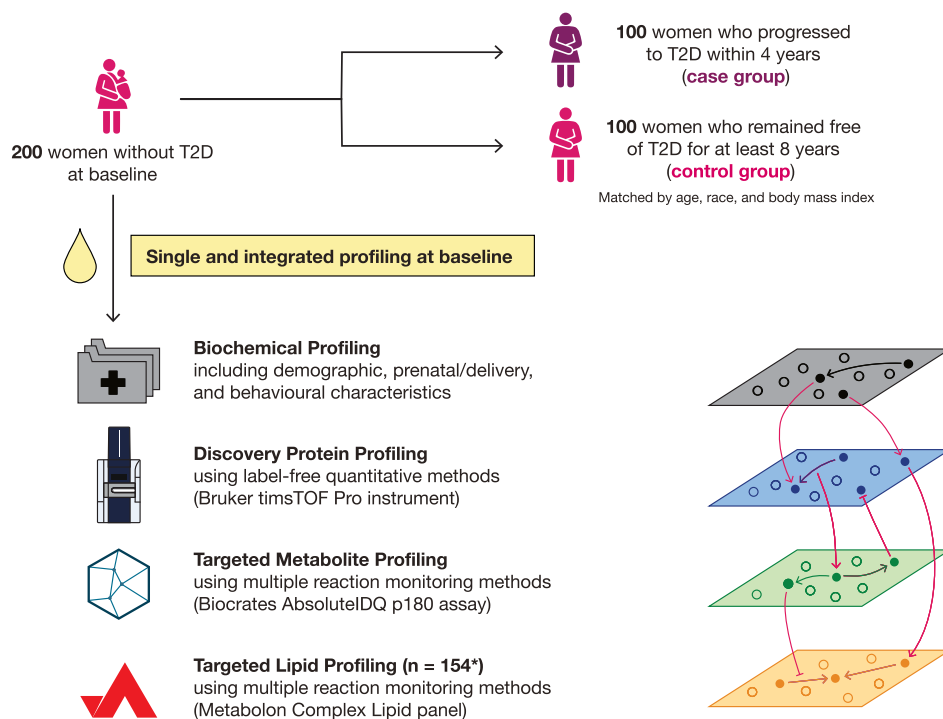 100 women who progressed
to T2D within 4 years
(case group)
100 women who remained free
of T2D for at least 8 years
(control group)
Matched by age, race, and body mass index
200 women without T2D
at baseline
Single and integrated profiling at baseline
Biochemical Profiling
including demographic, prenatal/delivery,
and behavioural characteristics
Discovery Protein Profiling
using label-free quantitative methods
(Bruker timsTOF Pro instrument)
Targeted Metabolite Profiling
using multiple reaction monitoring methods
(Biocrates AbsoluteIDQ p180 assay)
Targeted Lipid Profiling (n = 154*)
using multiple reaction monitoring methods
(Metabolon Complex Lipid panel)